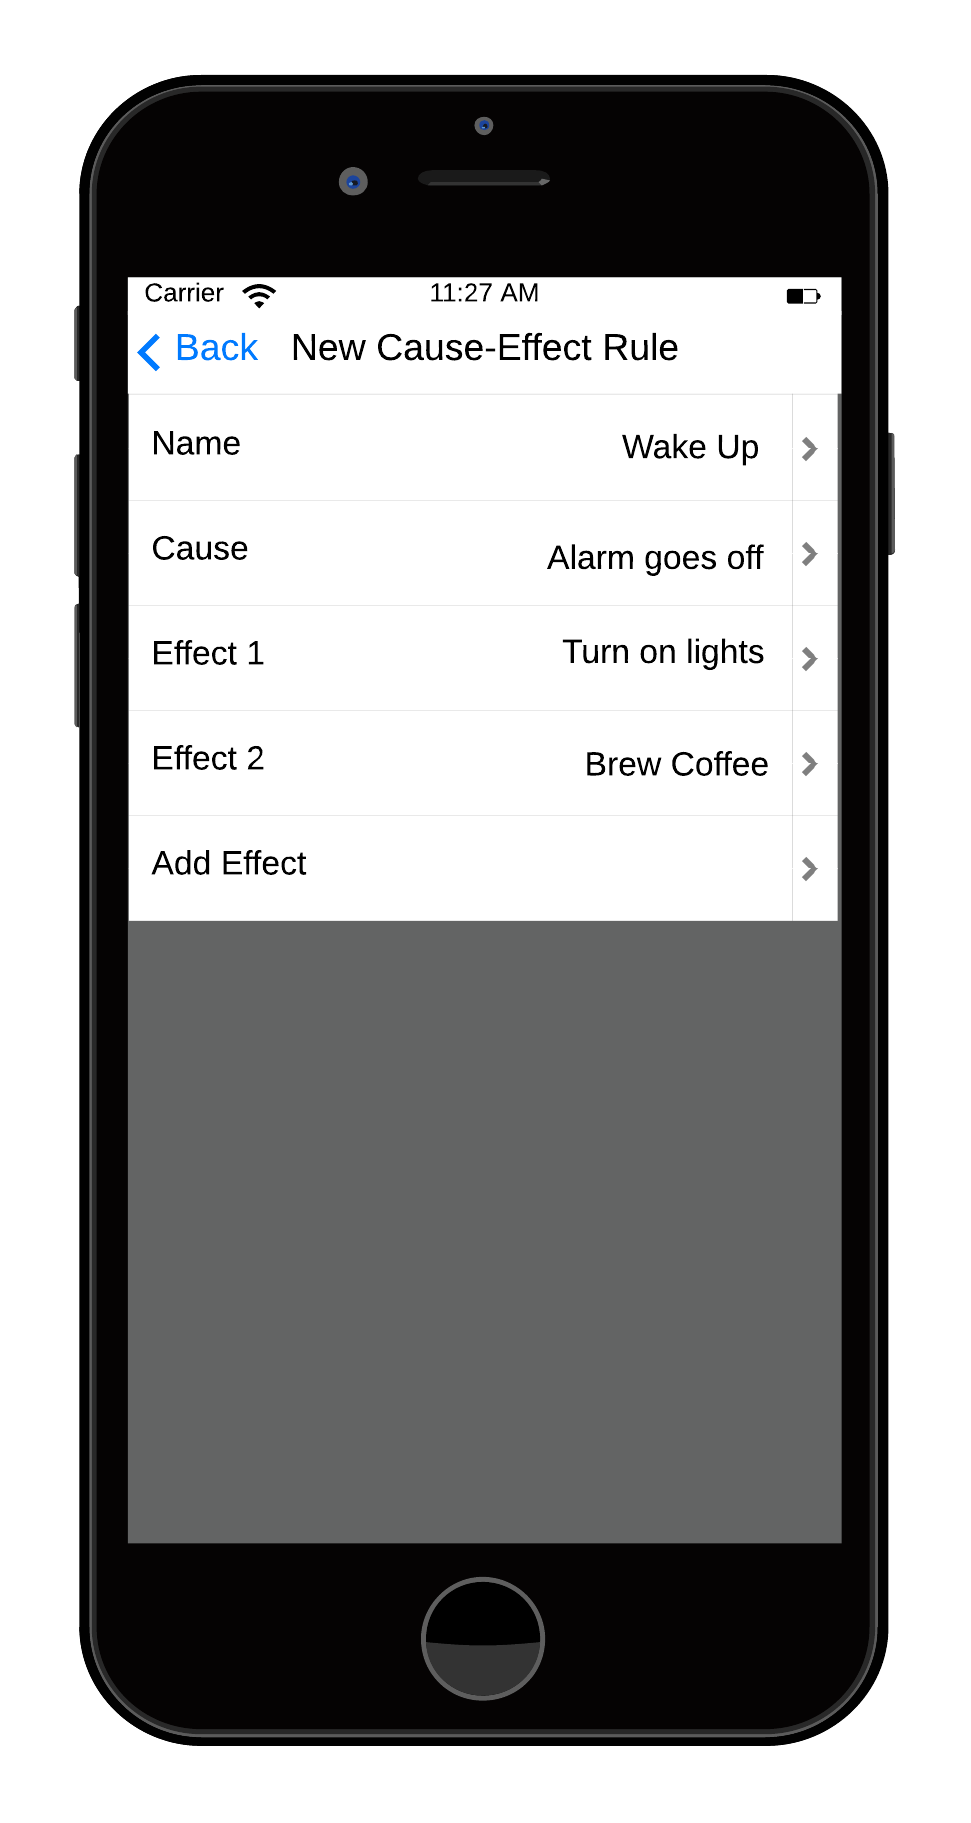 Carrier 11:27 AM
Back New Cause-Effect Rule
Name Wake Up
Cause Alarm goes off
Effect 1 Turn on lights
Effect 2 Brew Coffee
Add Effect